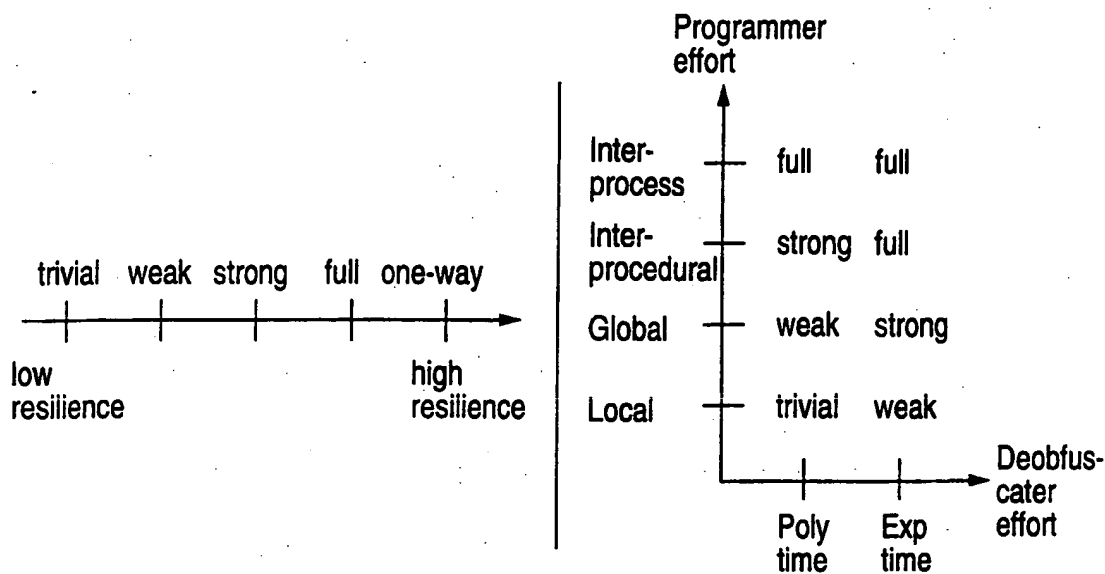 trivial weak strong full one-way
low
resilience
high
resilience
Programmer
effort
Inter-
process
full full
Inter-
procedural
strong full
Global
weak strong
Local
trivial weak
Deobfus-
cater
effort
Poly
time
Exp
time